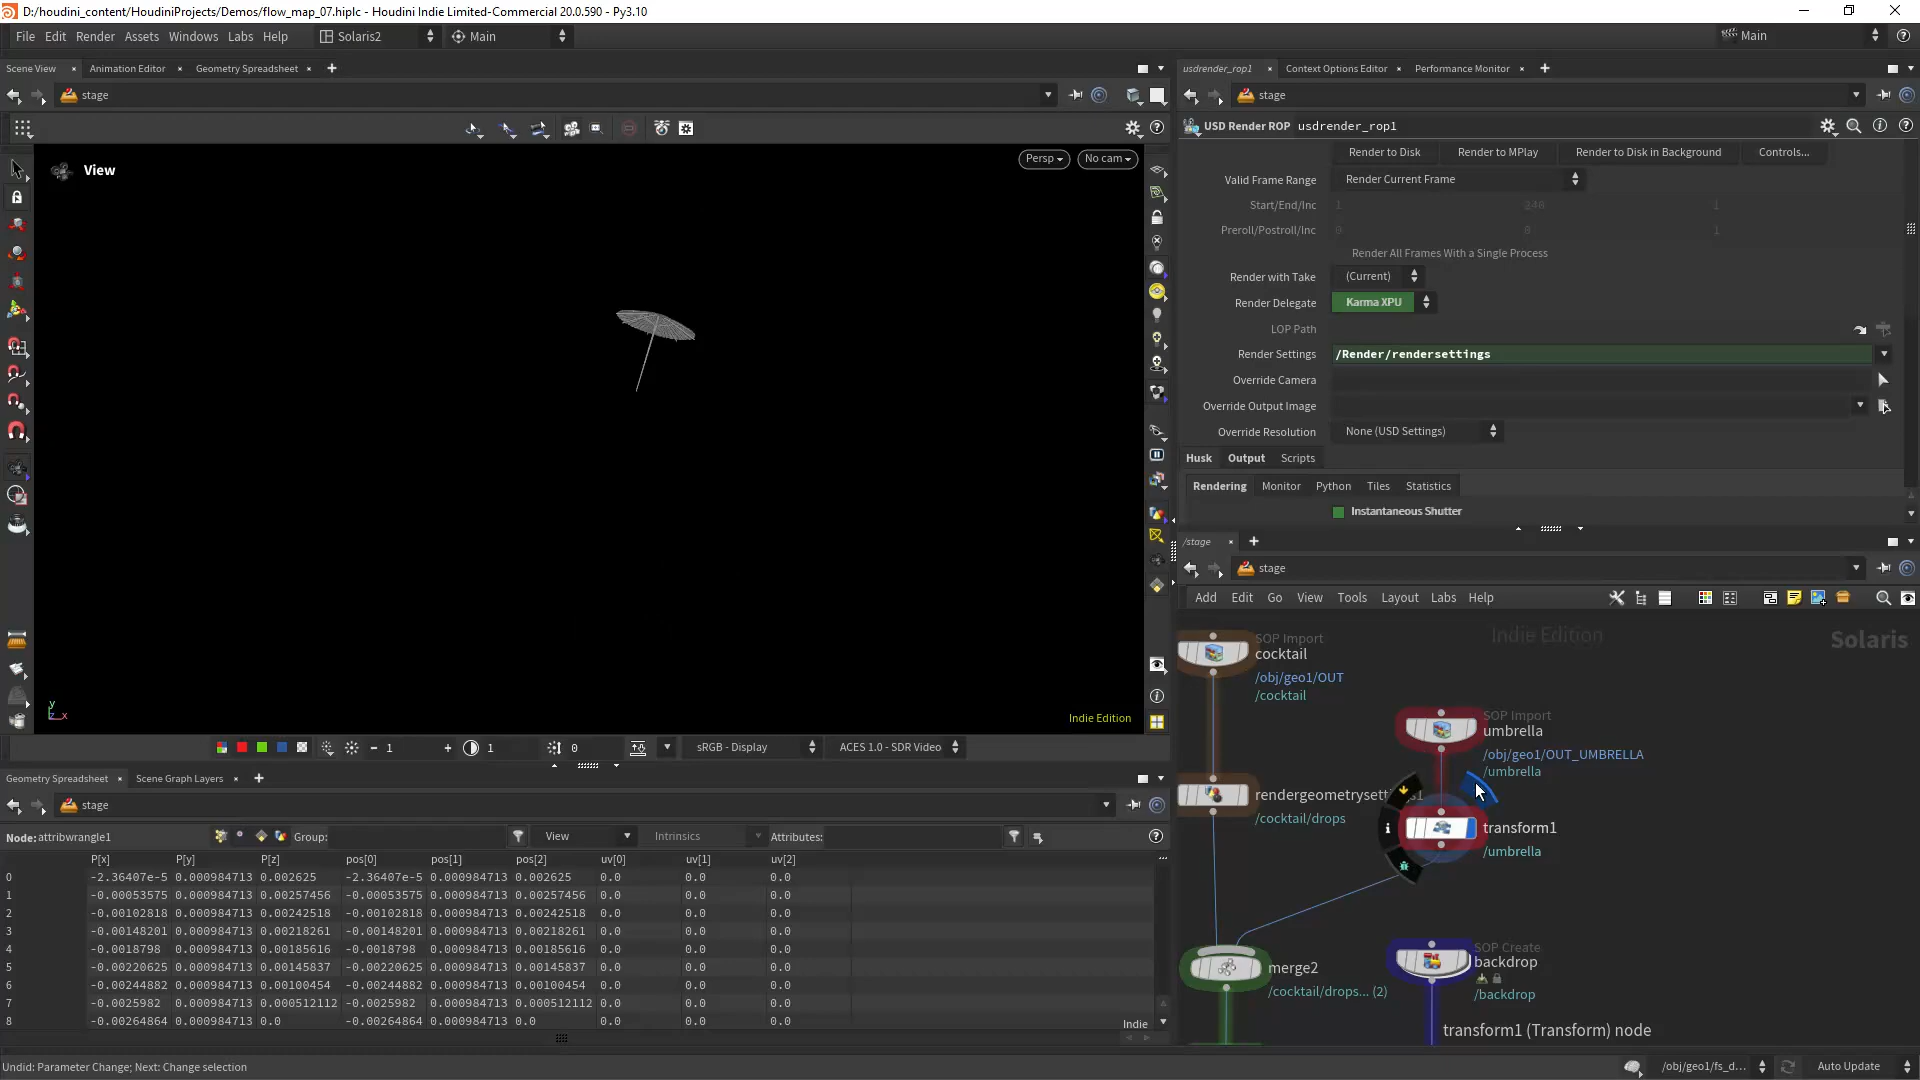 D:/houdini_content/HoudiniProjects/Demos/flow_map_07.hiplc - Houdini Indie Limited-Commercial 20.0.590 - Py3.10
File Edit Render Assets Windows Labs Help Solaris2 Main Main
Scene View Animation Editor Geometry Spreadsheet
stage
View
Persp No cam
y
z x
Indie Edition
1 1 0 sRGB - Display ACES 1.0 - SDR Video
usdrender_rop1 Context Options Editor Performance Monitor
stage
USD Render ROP usdrender_rop1
Render to Disk Render to MPlay Render to Disk in Background Controls...
Valid Frame Range Render Current Frame
Start/End/Inc 1 240 1
Preroll/Postroll/Inc 0 0 1
Render All Frames With a Single Process
Render with Take (Current)
Render Delegate Karma XPU
LOP Path
Render Settings /Render/rendersettings
Override Camera
Override Output Image
Override Resolution None (USD Settings)
Husk Output Scripts
Rendering Monitor Python Tiles Statistics
Instantaneous Shutter
/stage
stage
Add Edit Go View Tools Layout Labs Help
Indie Edition
Solaris
SOP Import
cocktail
/obj/geo1/OUT
/cocktail
SOP Import
umbrella
/obj/geo1/OUT_UMBRELLA
/umbrella
/cocktail/drops
transform1
/umbrella
merge2
/cocktail/drops... (2)
SOP Create
backdrop
/backdrop
transform1 (Transform) node
Geometry Spreadsheet Scene Graph Layers
stage
Node: attribwrangle1 Group: View Intrinsics Attributes:
P[x] P[y] P[z] pos[0] pos[1] pos[2] uv[0] uv[1] uv[2]
0 -2.36407e-5 0.000984713 0.002625 -2.36407e-5 0.000984713 0.002625 0.0 0.0 0.0
1 -0.00053575 0.000984713 0.00257456 -0.00053575 0.000984713 0.00257456 0.0 0.0 0.0
2 -0.00102818 0.000984713 0.00242518 -0.00102818 0.000984713 0.00242518 0.0 0.0 0.0
3 -0.00148201 0.000984713 0.00218261 -0.00148201 0.000984713 0.00218261 0.0 0.0 0.0
4 -0.0018798 0.000984713 0.00185616 -0.0018798 0.000984713 0.00185616 0.0 0.0 0.0
5 -0.00220625 0.000984713 0.00145837 -0.00220625 0.000984713 0.00145837 0.0 0.0 0.0
6 -0.00244882 0.000984713 0.00100454 -0.00244882 0.000984713 0.00100454 0.0 0.0 0.0
7 -0.0025982 0.000984713 0.000512112 -0.0025982 0.000984713 0.000512112 0.0 0.0 0.0
8 -0.00264864 0.000984713 0.0 -0.00264864 0.000984713 0.0 0.0 0.0 0.0
Indie
Undid: Parameter Change; Next: Change selection
/obj/geo1/fs_d... Auto Update